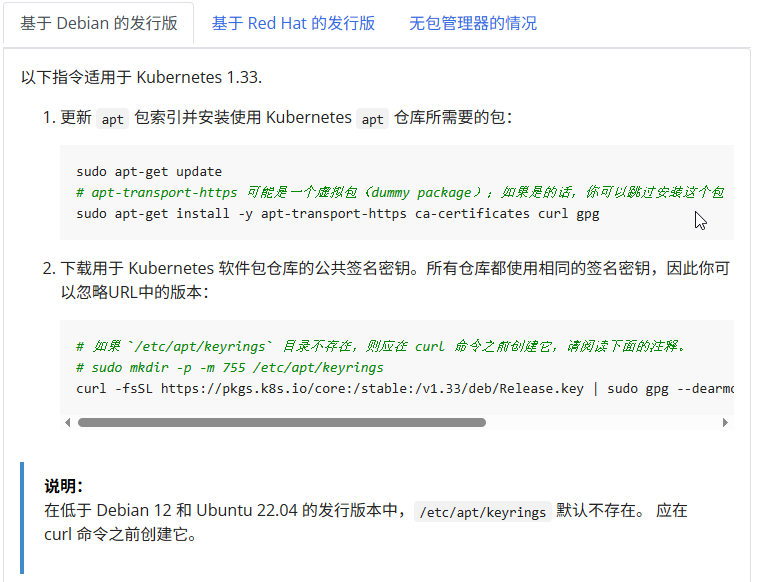 基于 Debian 的发行版 基于 Red Hat 的发行版 无包管理器的情况
以下指令适用于 Kubernetes 1.33.
1. 更新 apt 包索引并安装使用 Kubernetes apt 仓库所需要的包：
sudo apt-get update
# apt-transport-https 可能是一个虚拟包（dummy package）；如果是的话，你可以跳过安装这个包
sudo apt-get install -y apt-transport-https ca-certificates curl gpg
2. 下载用于 Kubernetes 软件包仓库的公共签名密钥。所有仓库都使用相同的签名密钥，因此你可
以忽略URL中的版本：
# 如果 `/etc/apt/keyrings` 目录不存在，则应在 curl 命令之前创建它，请阅读下面的注释。
# sudo mkdir -p -m 755 /etc/apt/keyrings
curl -fsSL https://pkgs.k8s.io/core:/stable:/v1.33/deb/Release.key | sudo gpg --dearmo
说明：
在低于 Debian 12 和 Ubuntu 22.04 的发行版本中，/etc/apt/keyrings 默认不存在。 应在
curl 命令之前创建它。